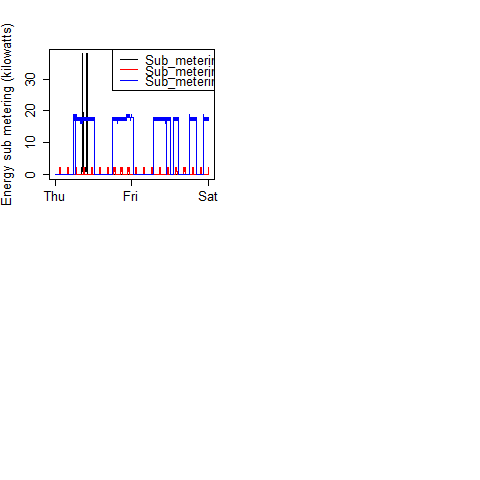 Energy sub metering (kilowatts)
30
20
10
0
Sub_meterin
Sub_meterin
Sub_meterin
Thu Fri Sat